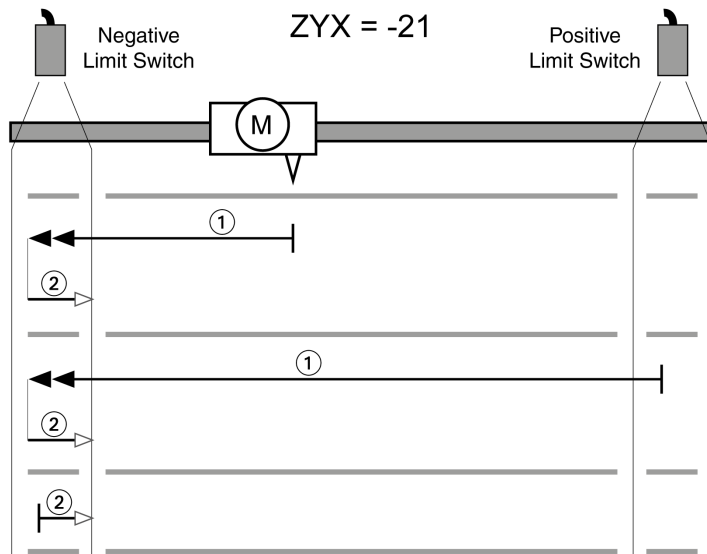 ZYX = -21
Negative
Limit Switch
Positive
Limit Switch
M
1
2
1
2
2